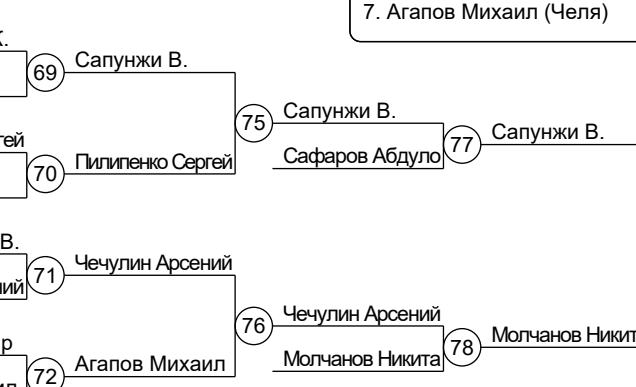 7. Агапов Михаил (Челя)
69
Сапунжи В.
75
Сапунжи В.
Сафаров Абдуло
77
Сапунжи В.
70
Пилипенко Сергей
В.
71
Чечулин Арсений
76
Чечулин Арсений
Молчанов Никита
78
Молчанов
72
Агапов Михаил